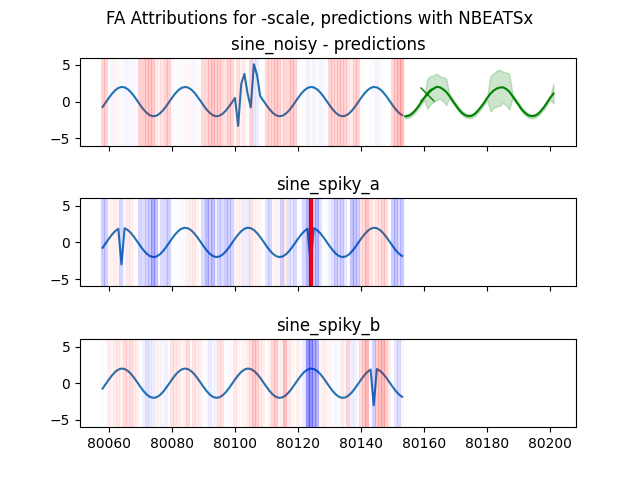 FA Attributions for -scale, predictions with NBEATSx
sine_noisy - predictions
5
0
−5
sine_spiky_a
5
0
−5
sine_spiky_b
5
0
−5
80060 80080 80100 80120 80140 80160 80180 80200